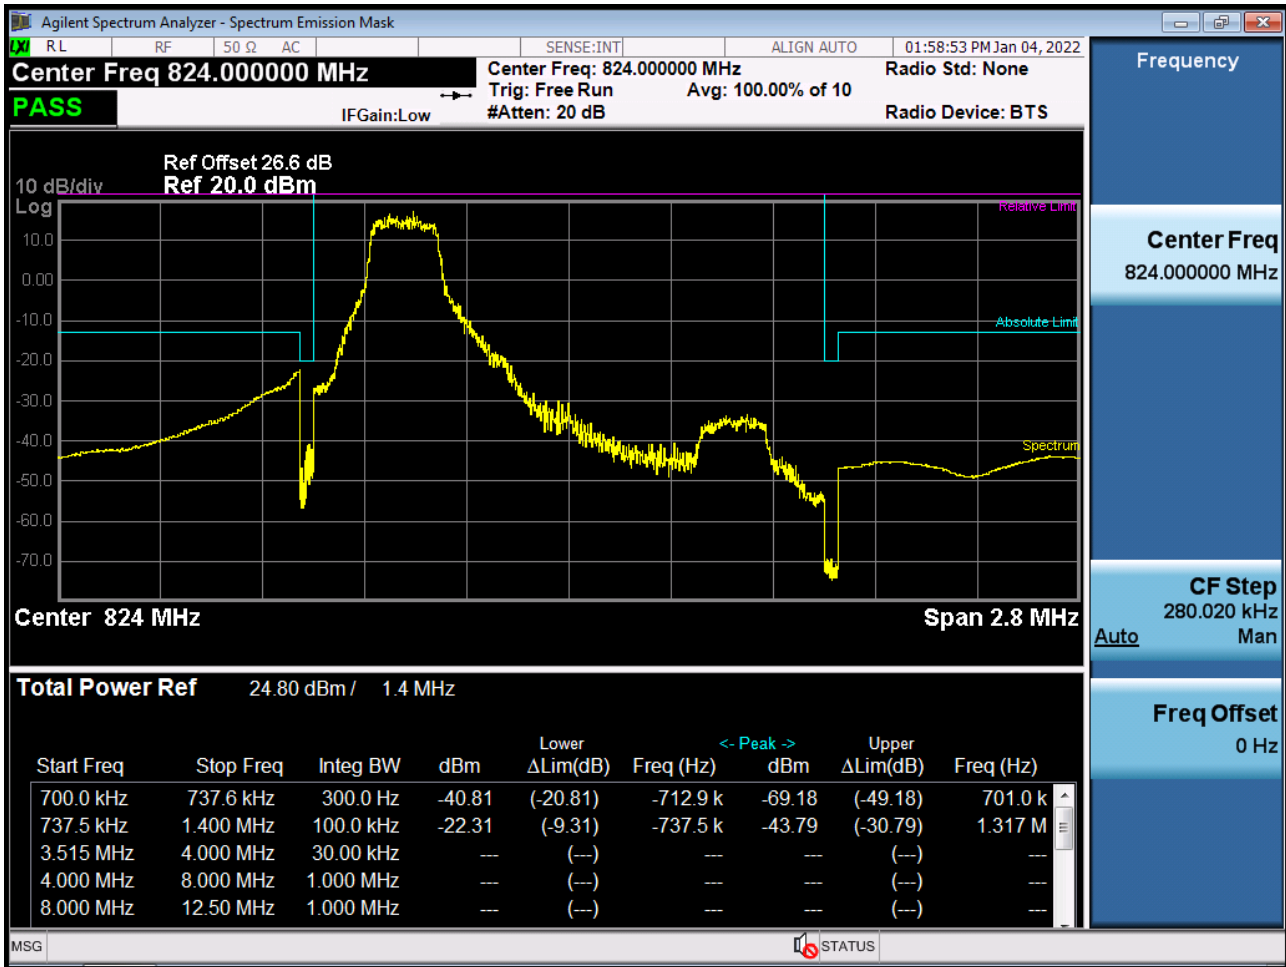 Agilent Spectrum Analyzer - Spectrum Emission Mask
LXI RL RF 50 Ω AC SENSE:INT ALIGN AUTO 01:58:53 PM Jan 04, 2022
Center Freq 824.000000 MHz
Center Freq: 824.000000 MHz Radio Std: None
Trig: Free Run Avg: 100.00% of 10
PASS
IFGain:Low #Atten: 20 dB Radio Device: BTS
Ref Offset 26.6 dB
10 dB/div Ref 20.0 dBm
Log
Relative Limit
10.0
0.00
-10.0
Absolute Limit
-20.0
-30.0
-40.0
Spectrum
-50.0
-60.0
-70.0
Center 824 MHz Span 2.8 MHz
Total Power Ref 24.80 dBm / 1.4 MHz
Lower <- Peak -> Upper
Start Freq Stop Freq Integ BW dBm ΔLim(dB) Freq (Hz) dBm ΔLim(dB) Freq (Hz)
700.0 kHz 737.6 kHz 300.0 Hz -40.81 (-20.81) -712.9 k -69.18 (-49.18) 701.0 k
737.5 kHz 1.400 MHz 100.0 kHz -22.31 (-9.31) -737.5 k -43.79 (-30.79) 1.317 M
3.515 MHz 4.000 MHz 30.00 kHz --- (---) --- --- (---) ---
4.000 MHz 8.000 MHz 1.000 MHz --- (---) --- --- (---) ---
8.000 MHz 12.50 MHz 1.000 MHz --- (---) --- --- (---) ---
MSG STATUS
Frequency
Center Freq
824.000000 MHz
CF Step
280.020 kHz
Auto Man
Freq Offset
0 Hz